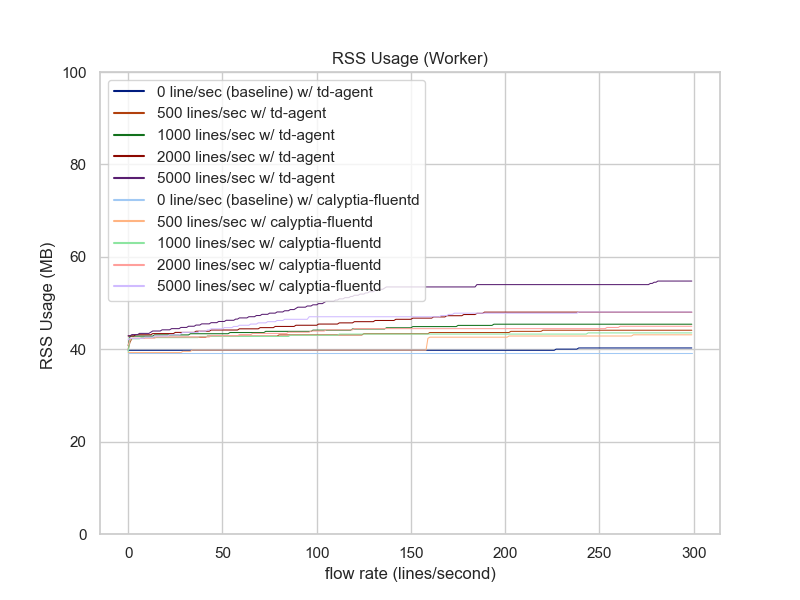 RSS Usage (Worker)
100
80
60
40
20
0
RSS Usage (MB)
0 line/sec (baseline) w/ td-agent
500 lines/sec w/ td-agent
1000 lines/sec w/ td-agent
2000 lines/sec w/ td-agent
5000 lines/sec w/ td-agent
0 line/sec (baseline) w/ calyptia-fluentd
500 lines/sec w/ calyptia-fluentd
1000 lines/sec w/ calyptia-fluentd
2000 lines/sec w/ calyptia-fluentd
5000 lines/sec w/ calyptia-fluentd
0 50 100 150 200 250 300
flow rate (lines/second)